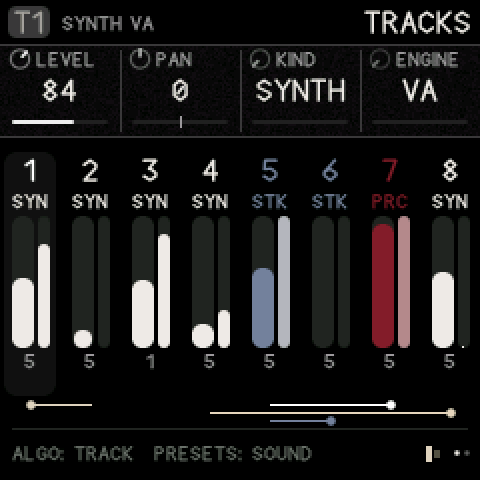 T1 SYNTH VA TRACKS
LEVEL PAN KIND ENGINE
84 0 SYNTH VA
1 2 3 4 5 6 7 8
SYN SYN SYN SYN STK STK PRC SYN
5 5 1 5 5 5 5 5
ALGO: TRACK PRESETS: SOUND